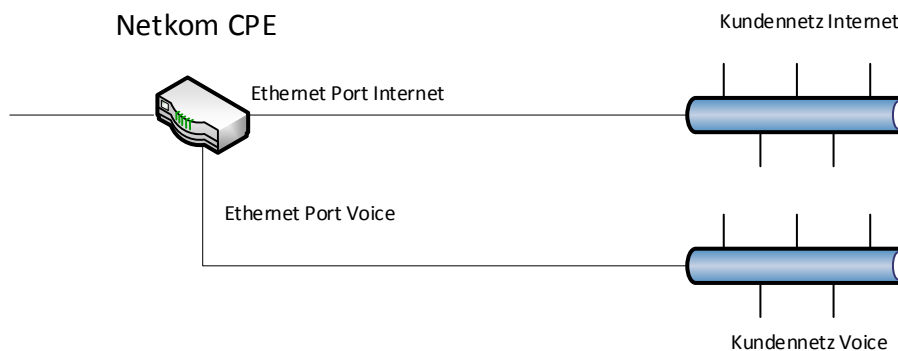 Netkom CPE
Kundennetz Internet
Ethernet Port Internet
Ethernet Port Voice
Kundennetz Voice